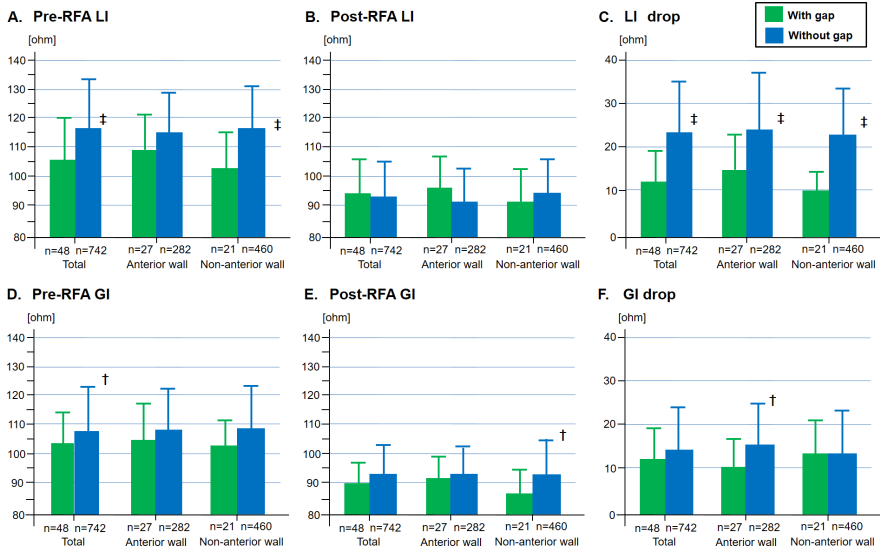 A. Pre-RFA LI
[ohm]
140
130
120
110
100
90
80
‡
‡
n=48 n=742
Total
n=27 n=282
Anterior wall
n=21 n=460
Non-anterior wall
B. Post-RFA LI
[ohm]
140
130
120
110
100
90
80
n=48 n=742
Total
n=27 n=282
Anterior wall
n=21 n=460
Non-anterior wall
C. LI drop
[ohm]
With gap
Without gap
40
30
20
10
0
‡
‡
‡
n=48 n=742
Total
n=27 n=282
Anterior wall
n=21 n=460
Non-anterior wall
D. Pre-RFA GI
[ohm]
140
130
120
110
100
90
80
†
n=48 n=742
Total
n=27 n=282
Anterior wall
n=21 n=460
Non-anterior wall
E. Post-RFA GI
[ohm]
140
130
120
110
100
90
80
†
n=48 n=742
Total
n=27 n=282
Anterior wall
n=21 n=460
Non-anterior wall
F. GI drop
[ohm]
40
30
20
10
0
†
n=48 n=742
Total
n=27 n=282
Anterior wall
n=21 n=460
Non-anterior wall